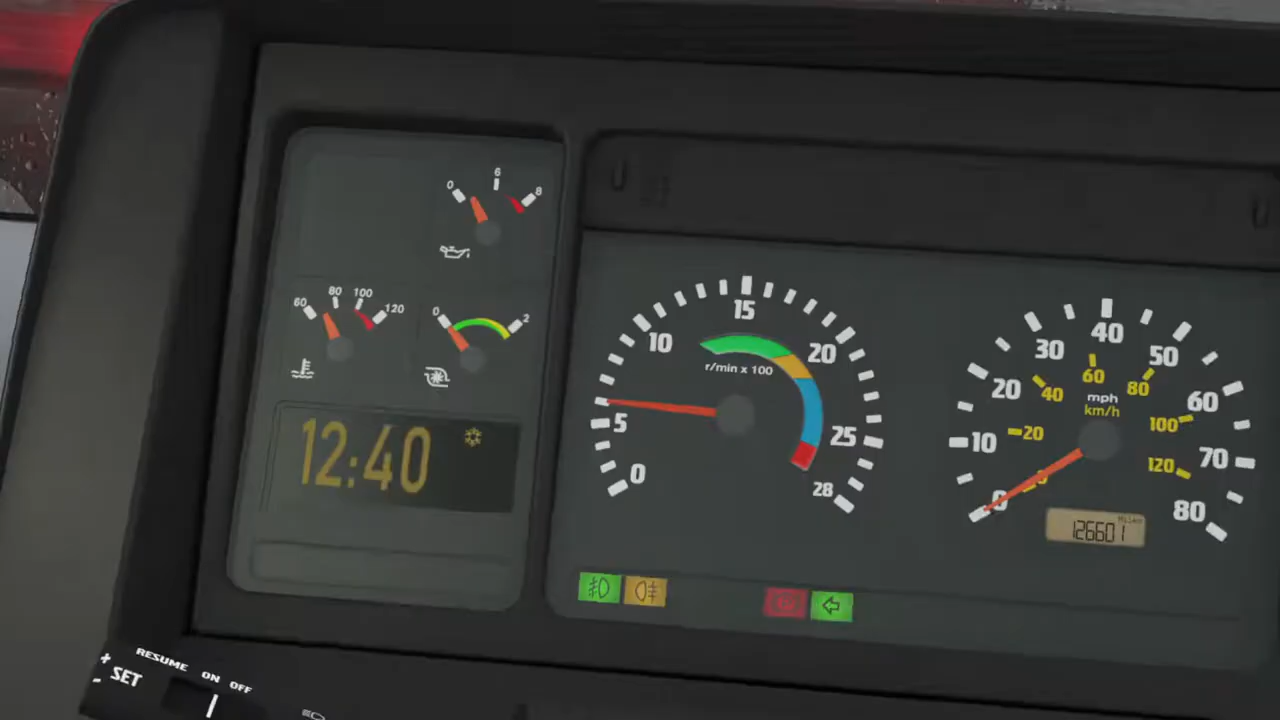 0 6 8
60 80 100 120
0 2
12:40
0 5 10 15 20 25 28
r/min x 100
0 10 20 30 40 50 60 70 80
20 40 60 80 100 120
mph
km/h
Miles
126601
+
- SET
RESUME ON OFF